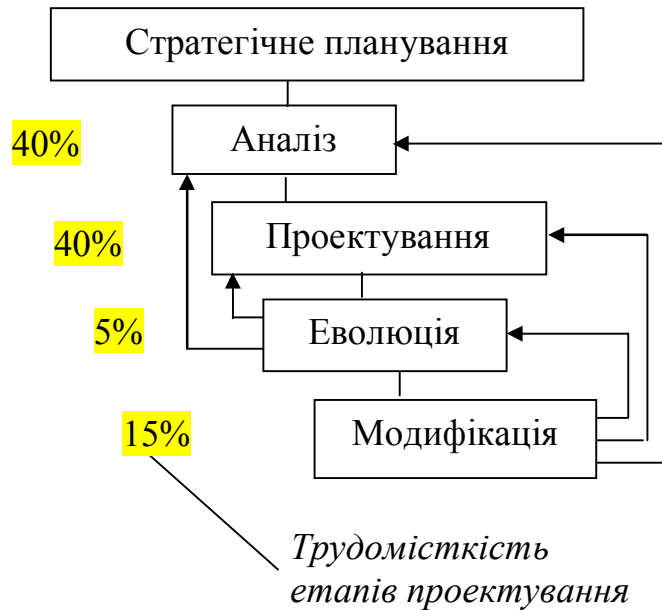 Стратегічне планування
40%
Аналіз
40%
Проектування
5%
Еволюція
15%
Модифікація
Трудомісткість
етапів проектування